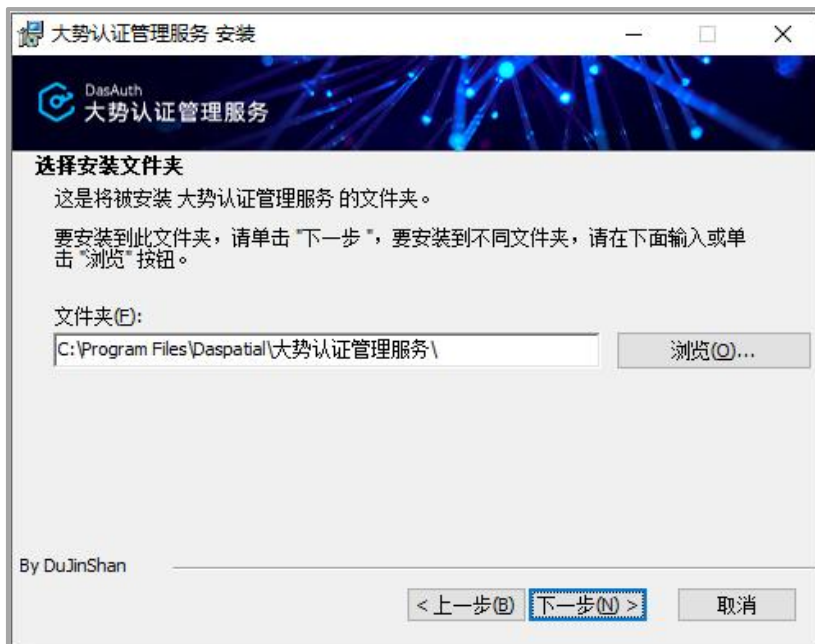 大势认证管理服务 安装
DasAuth
大势认证管理服务
选择安装文件夹
这是将被安装 大势认证管理服务 的文件夹。
要安装到此文件夹，请单击 "下一步 "，要安装到不同文件夹，请在下面输入或单
击 "浏览" 按钮。
文件夹(F):
C:\Program Files\Daspatial\大势认证管理服务\
浏览(O)...
By DuJinShan
< 上一步(B)
下一步(N) >
取消